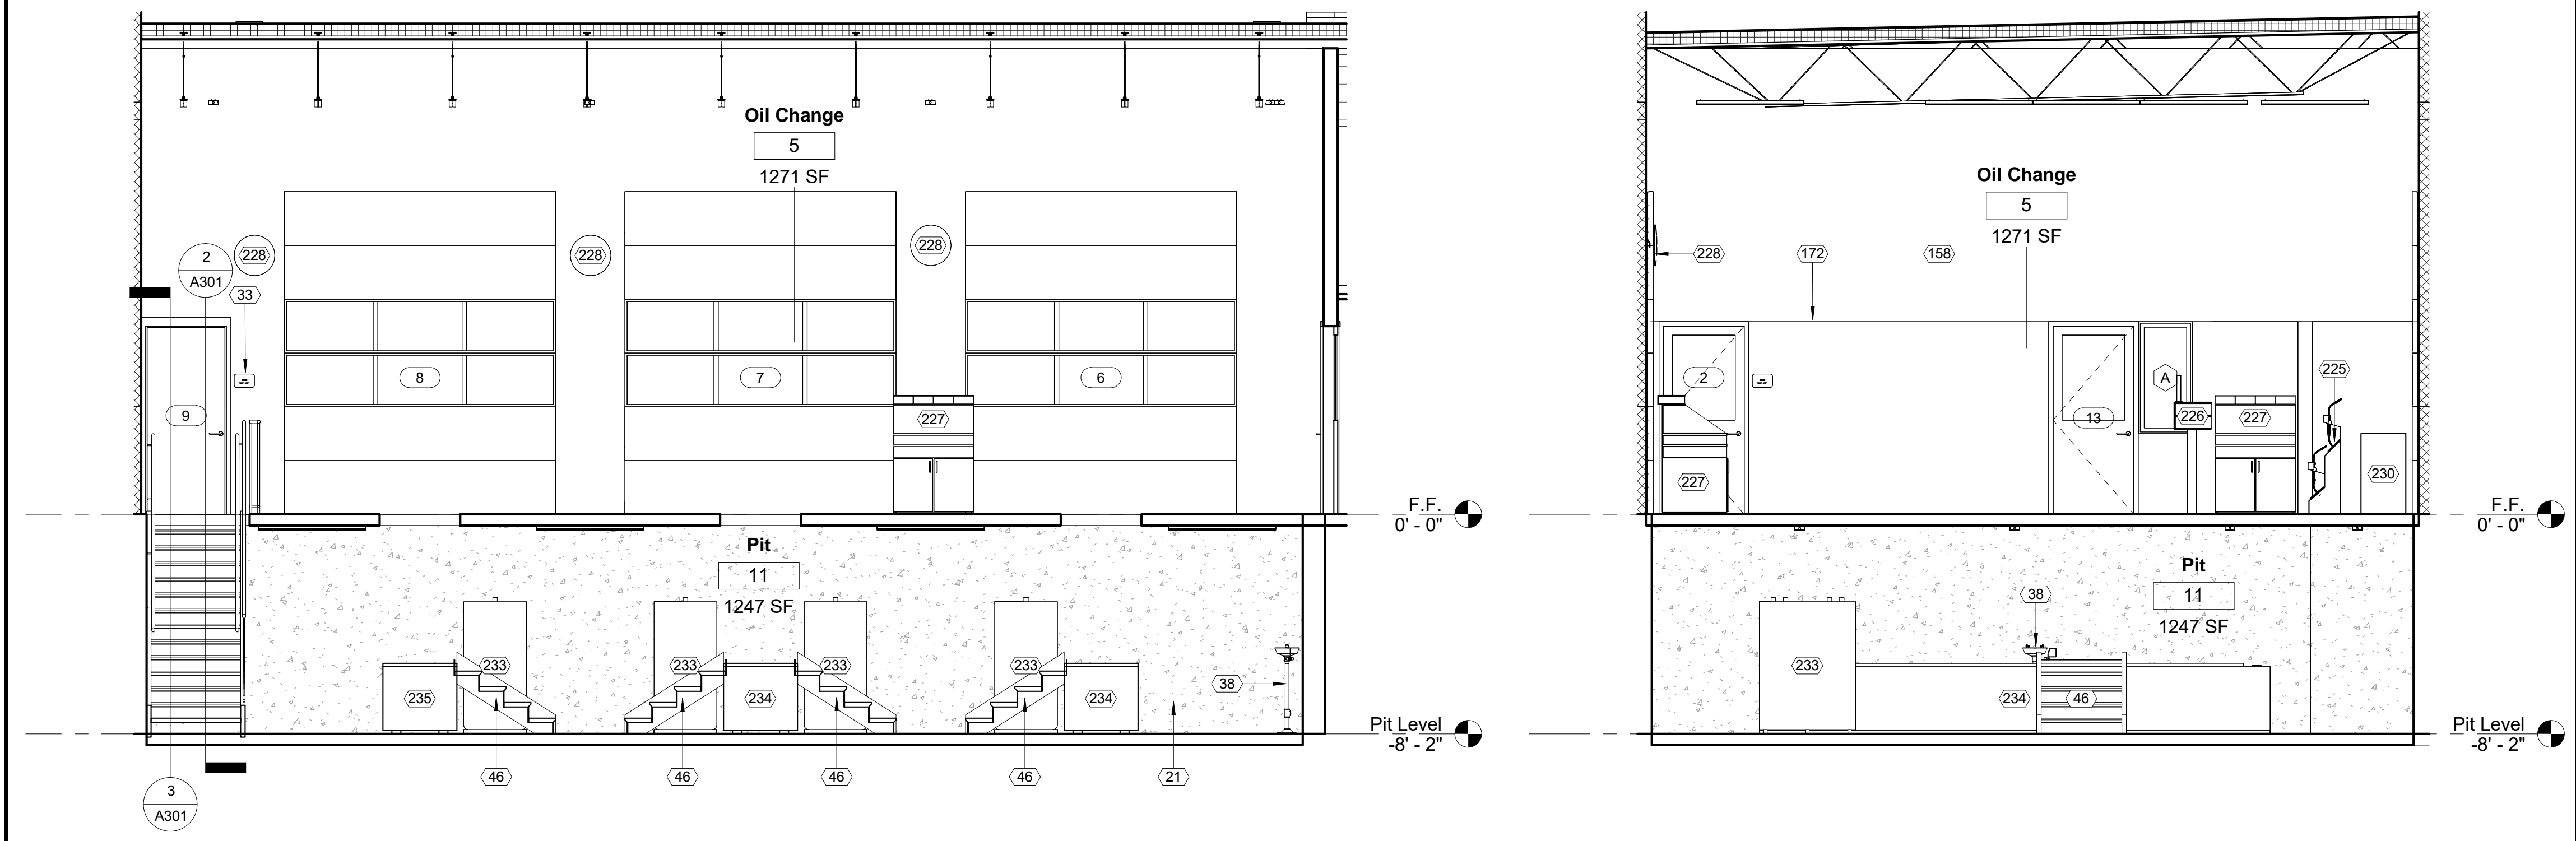 Oil Change
5
1271 SF
228
228
228
2
A301
33
8
7
6
9
227
F.F.
0' - 0"
Pit
11
1247 SF
233
233
233
233
235
234
234
38
Pit Level
-8' - 2"
46
46
46
46
21
3
A301
Oil Change
5
1271 SF
228
172
158
225
2
A
13
226
227
230
227
F.F.
0' - 0"
Pit
11
1247 SF
38
233
234
46
Pit Level
-8' - 2"